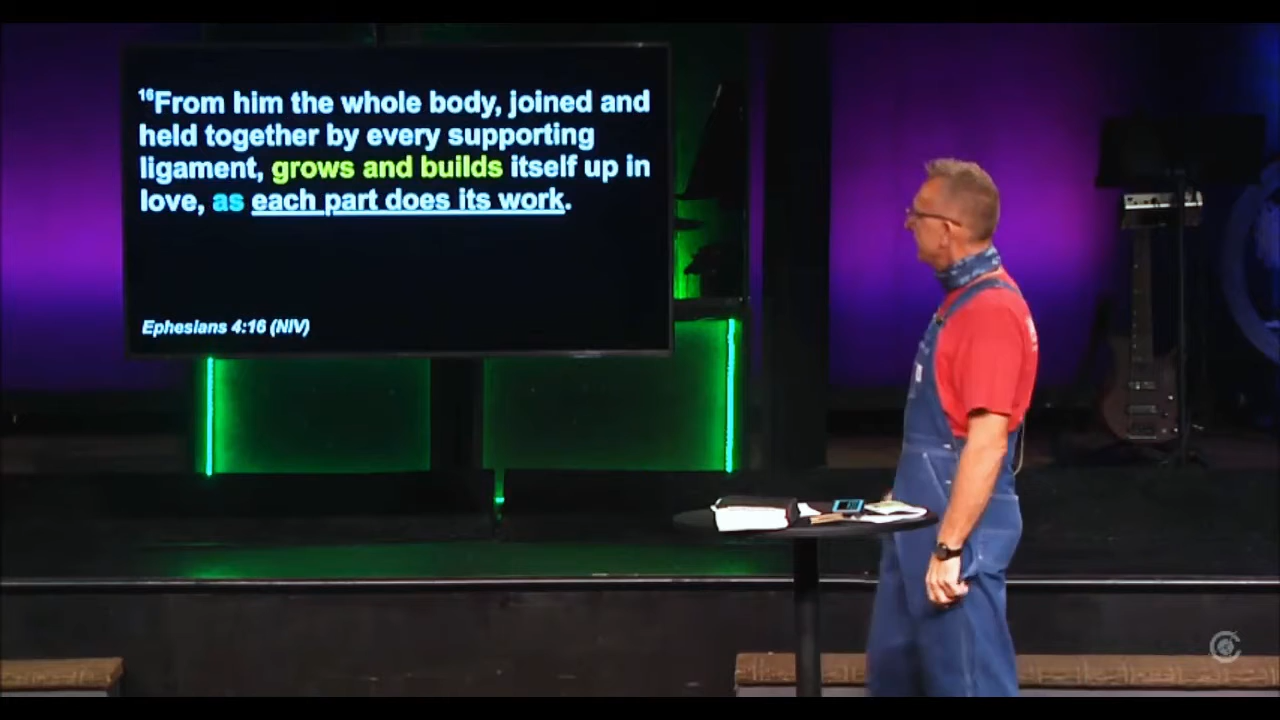 ¹⁶From him the whole body, joined and
held together by every supporting
ligament, grows and builds itself up in
love, as each part does its work.
Ephesians 4:16 (NIV)